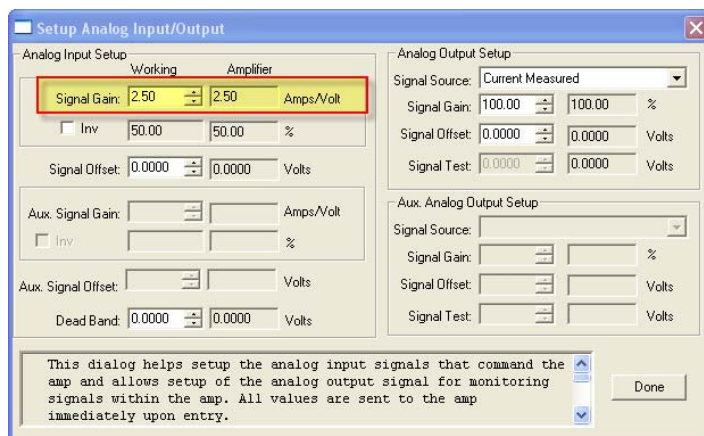 Setup Analog Input/Output
Analog Input Setup
Working Amplifier
Signal Gain: 2.50 2.50 Amps/Volt
Inv 50.00 50.00 %
Signal Offset: 0.0000 0.0000 Volts
Aux. Signal Gain: Amps/Volt
Inv %
Aux. Signal Offset: Volts
Dead Band: 0.0000 0.0000 Volts
Analog Output Setup
Signal Source: Current Measured
Signal Gain: 100.00 100.00 %
Signal Offset: 0.0000 0.0000 Volts
Signal Test: 0.0000 0.0000 Volts
Aux. Analog Output Setup
Signal Source:
Signal Gain: %
Signal Offset: Volts
Signal Test: Volts
This dialog helps setup the analog input signals that command the
amp and allows setup of the analog output signal for monitoring
signals within the amp. All values are sent to the amp
immediately upon entry.
Done